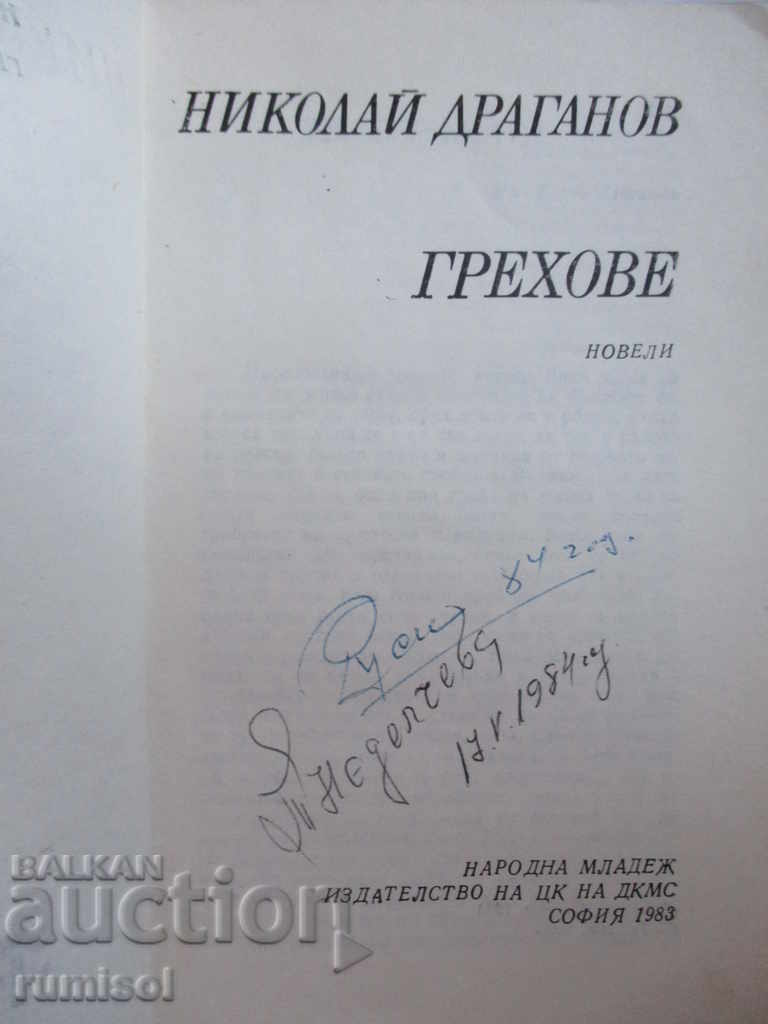 НИКОЛАЙ ДРАГАНОВ
ГРЕХОВЕ
НОВЕЛИ
84 год.
Неделчева
17.V.1984 г.
НАРОДНА МЛАДЕЖ
ИЗДАТЕЛСТВО НА ЦК НА ДКМС
СОФИЯ 1983
BALKAN
auction
rumisol